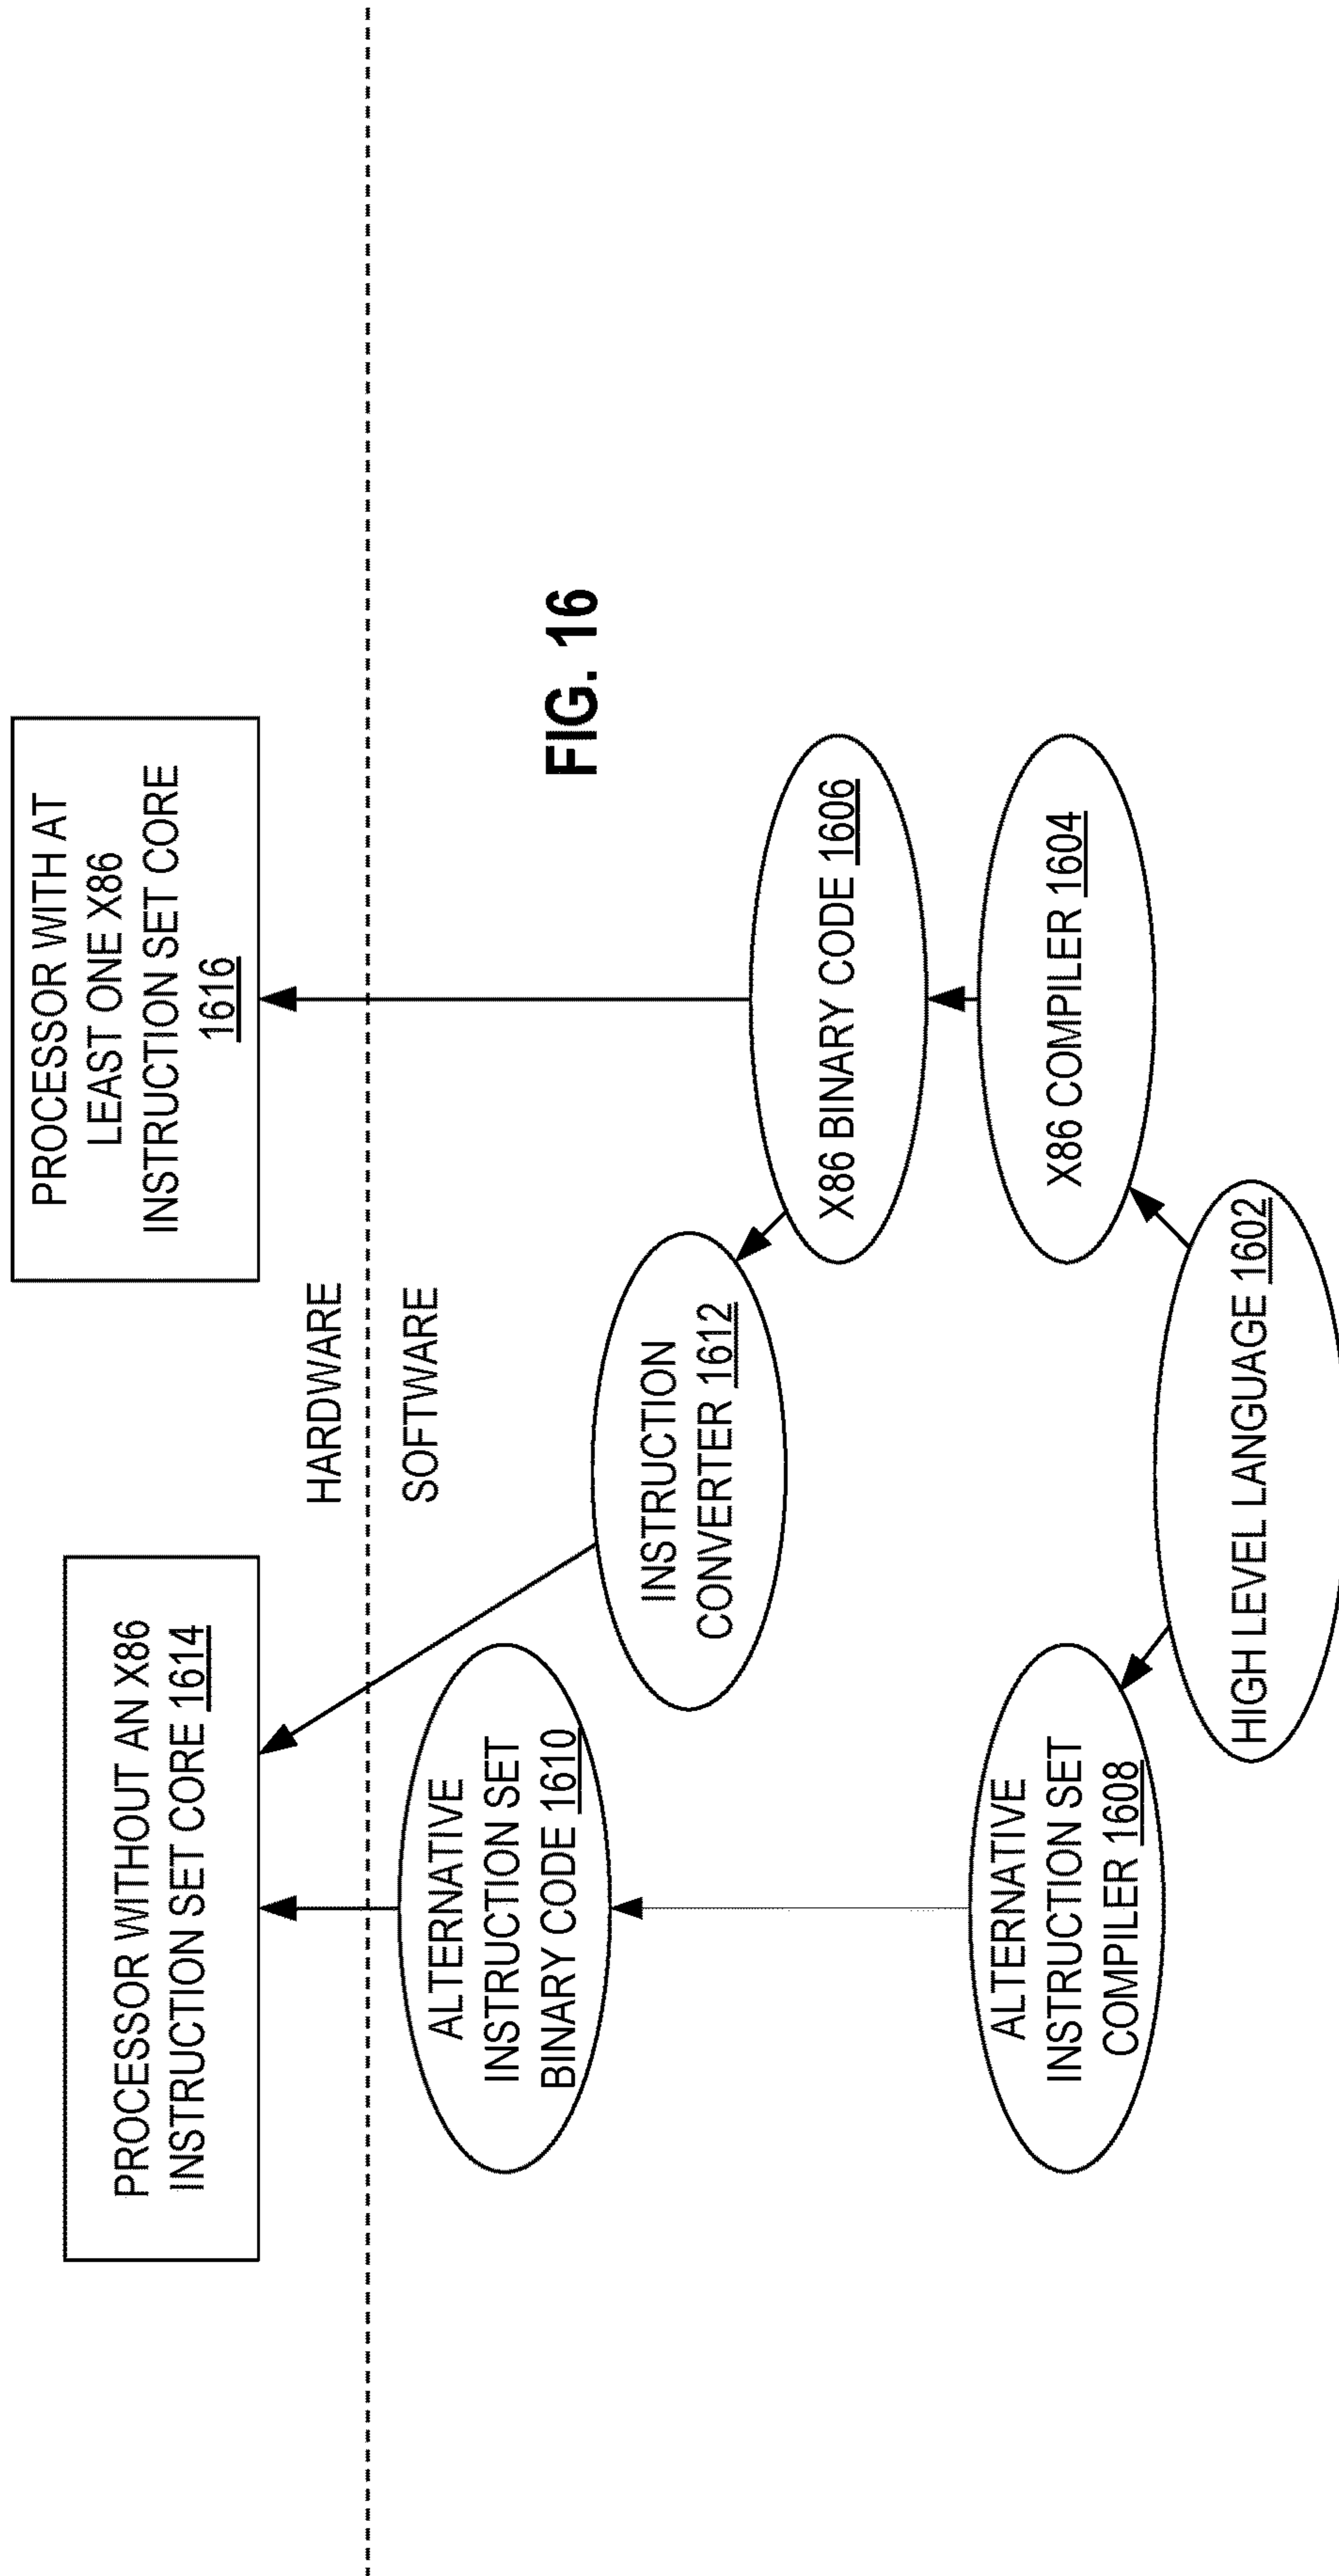 PROCESSOR WITHOUT AN X86
INSTRUCTION SET CORE 1614
PROCESSOR WITH AT
LEAST ONE X86
INSTRUCTION SET CORE
1616
HARDWARE
SOFTWARE
ALTERNATIVE
INSTRUCTION SET
BINARY CODE 1610
INSTRUCTION
CONVERTER 1612
FIG. 16
X86 BINARY CODE 1606
ALTERNATIVE
INSTRUCTION SET
COMPILER 1608
X86 COMPILER 1604
HIGH LEVEL LANGUAGE 1602